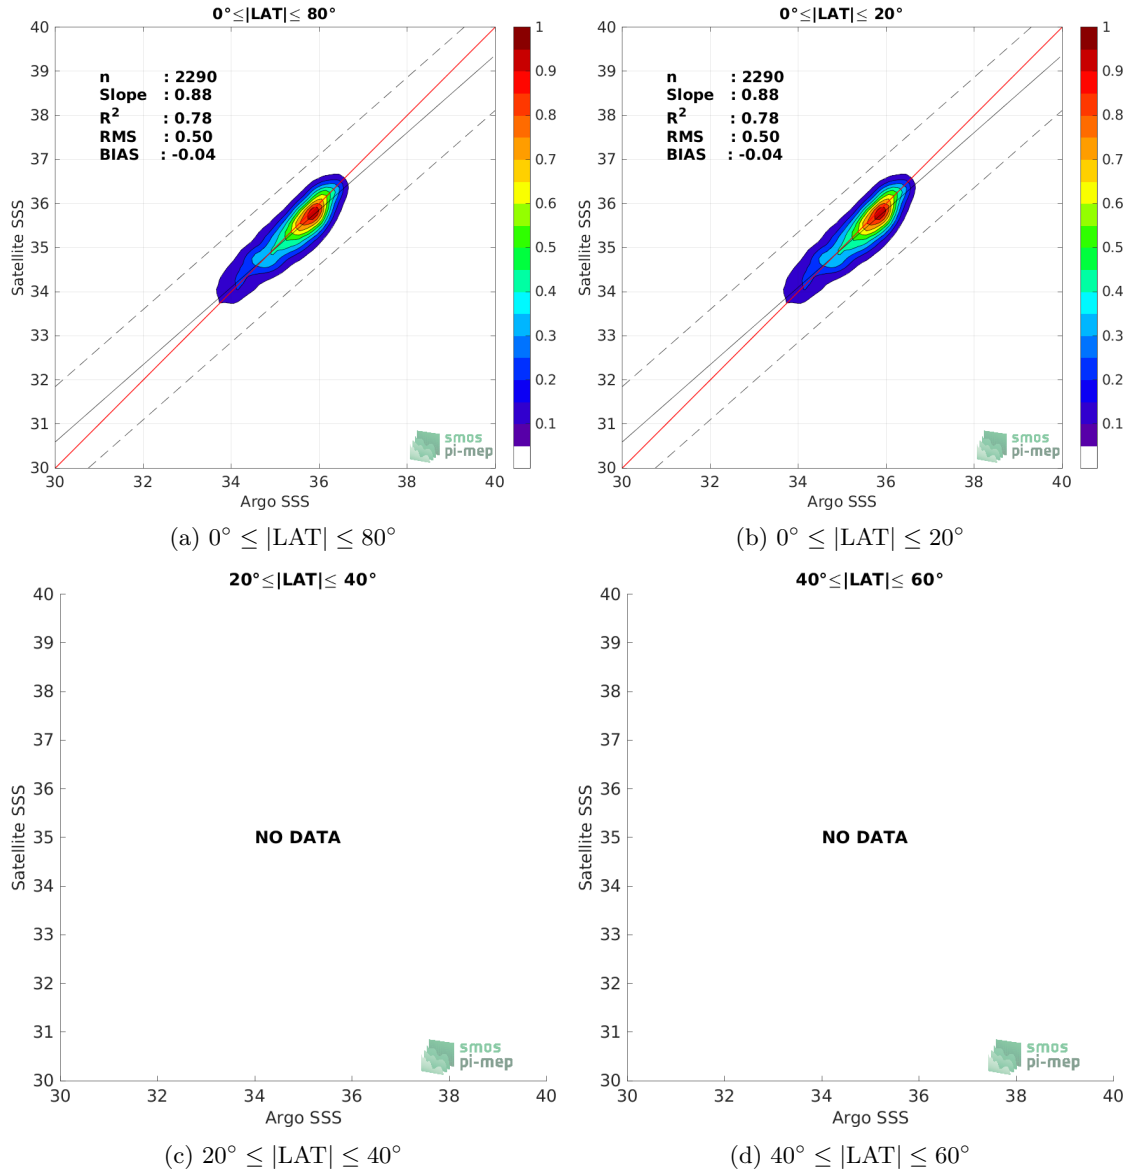 0°≤|LAT|≤ 80°
40
39
38
37
36
35
34
33
32
31
30
30
32
34
36
38
40
Satellite SSS
Argo SSS
n : 2290
Slope : 0.88
R² : 0.78
RMS : 0.50
BIAS : -0.04
1
0.9
0.8
0.7
0.6
0.5
0.4
0.3
0.2
0.1
smos
pi-mep
(a) 0° ≤ |LAT| ≤ 80°
0°≤|LAT|≤ 20°
40
39
38
37
36
35
34
33
32
31
30
30
32
34
36
38
40
Satellite SSS
Argo SSS
n : 2290
Slope : 0.88
R² : 0.78
RMS : 0.50
BIAS : -0.04
1
0.9
0.8
0.7
0.6
0.5
0.4
0.3
0.2
0.1
smos
pi-mep
(b) 0° ≤ |LAT| ≤ 20°
20°≤|LAT|≤ 40°
40
39
38
37
36
35
34
33
32
31
30
30
32
34
36
38
40
Satellite SSS
Argo SSS
NO DATA
smos
pi-mep
(c) 20° ≤ |LAT| ≤ 40°
40°≤|LAT|≤ 60°
40
39
38
37
36
35
34
33
32
31
30
30
32
34
36
38
40
Satellite SSS
Argo SSS
NO DATA
smos
pi-mep
(d) 40° ≤ |LAT| ≤ 60°